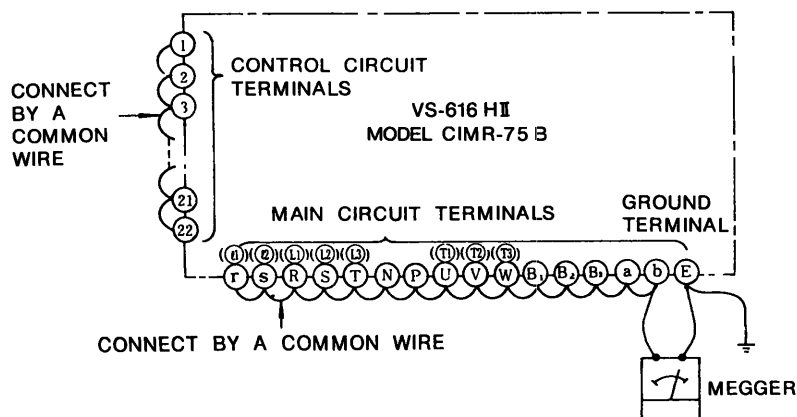 1
2
3
21
22
CONNECT
BY A
COMMON
WIRE
CONTROL CIRCUIT
TERMINALS
VS-616 HII
MODEL CIMR-75 B
MAIN CIRCUIT TERMINALS
GROUND
TERMINAL
(ℓ1) (ℓ2) (L1) (L2) (L3) (T1) (T2) (T3)
r s R S T N P U V W B1 B2 B3 a b E
CONNECT BY A COMMON WIRE
MEGGER